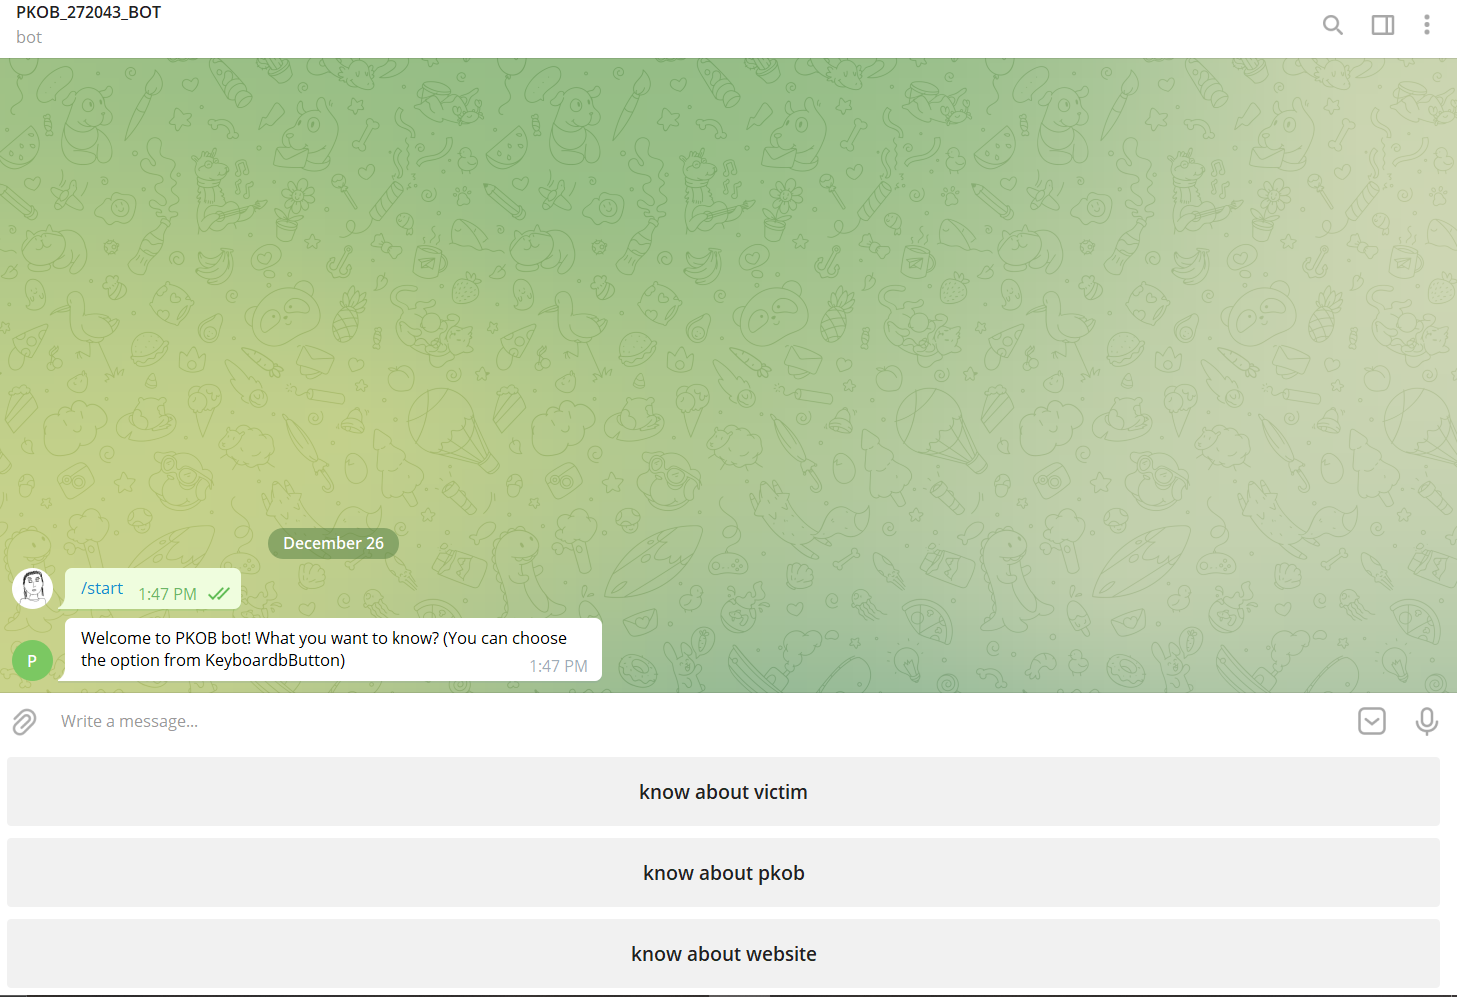 PKOB_272043_BOT
bot
December 26
/start 1:47 PM
Welcome to PKOB bot! What you want to know? (You can choose
the option from KeyboardbButton)
1:47 PM
P
Write a message...
know about victim
know about pkob
know about website